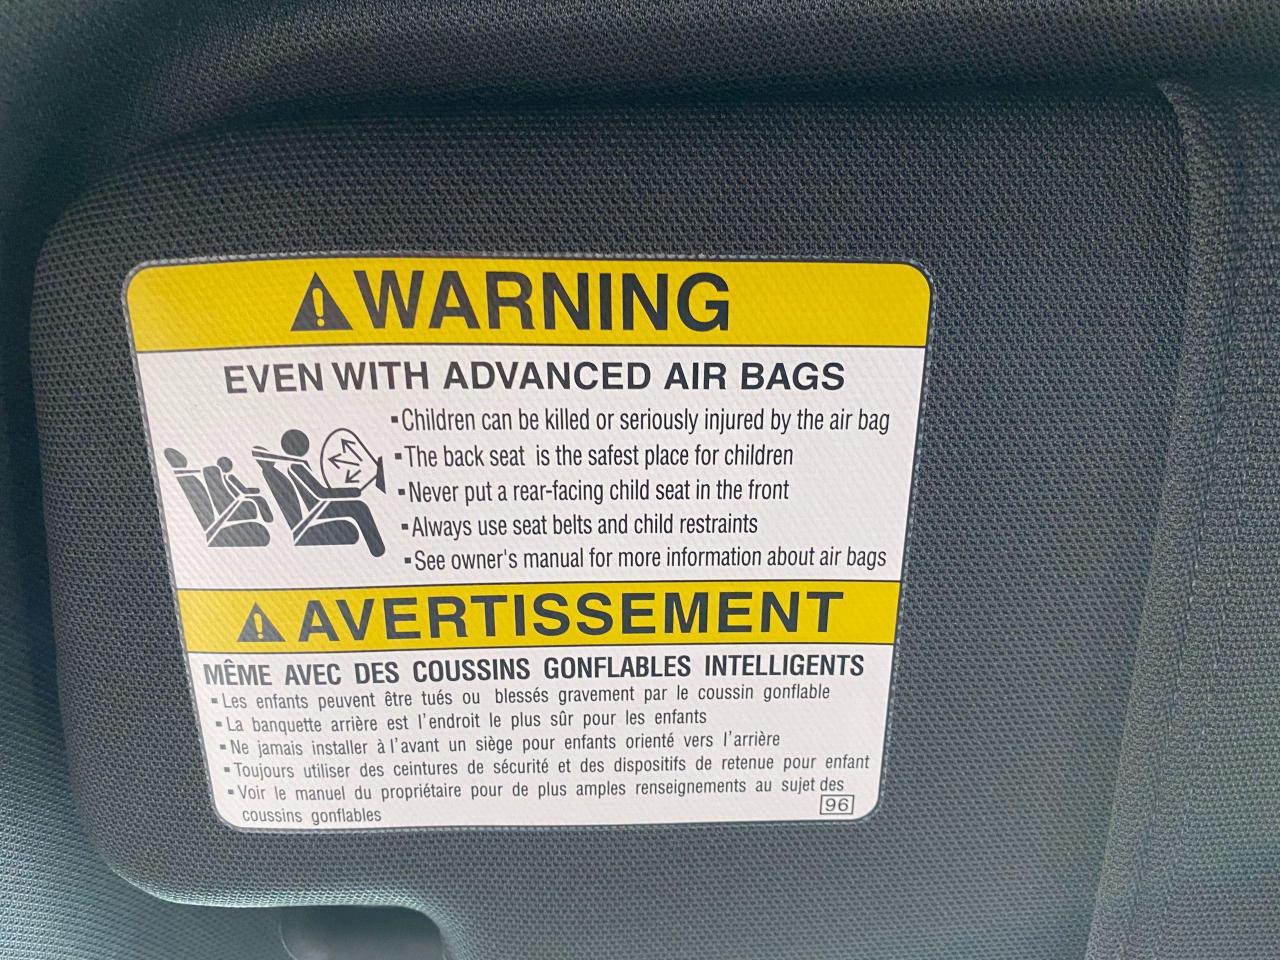 ⚠WARNING
EVEN WITH ADVANCED AIR BAGS
▪Children can be killed or seriously injured by the air bag
▪The back seat is the safest place for children
▪Never put a rear-facing child seat in the front
▪Always use seat belts and child restraints
▪See owner's manual for more information about air bags
⚠AVERTISSEMENT
MÊME AVEC DES COUSSINS GONFLABLES INTELLIGENTS
▪Les enfants peuvent être tués ou blessés gravement par le coussin gonflable
▪La banquette arrière est l'endroit le plus sûr pour les enfants
▪Ne jamais installer à l'avant un siège pour enfants orienté vers l'arrière
▪Toujours utiliser des ceintures de sécurité et des dispositifs de retenue pour enfant
▪Voir le manuel du propriétaire pour de plus amples renseignements au sujet des
coussins gonflables
96